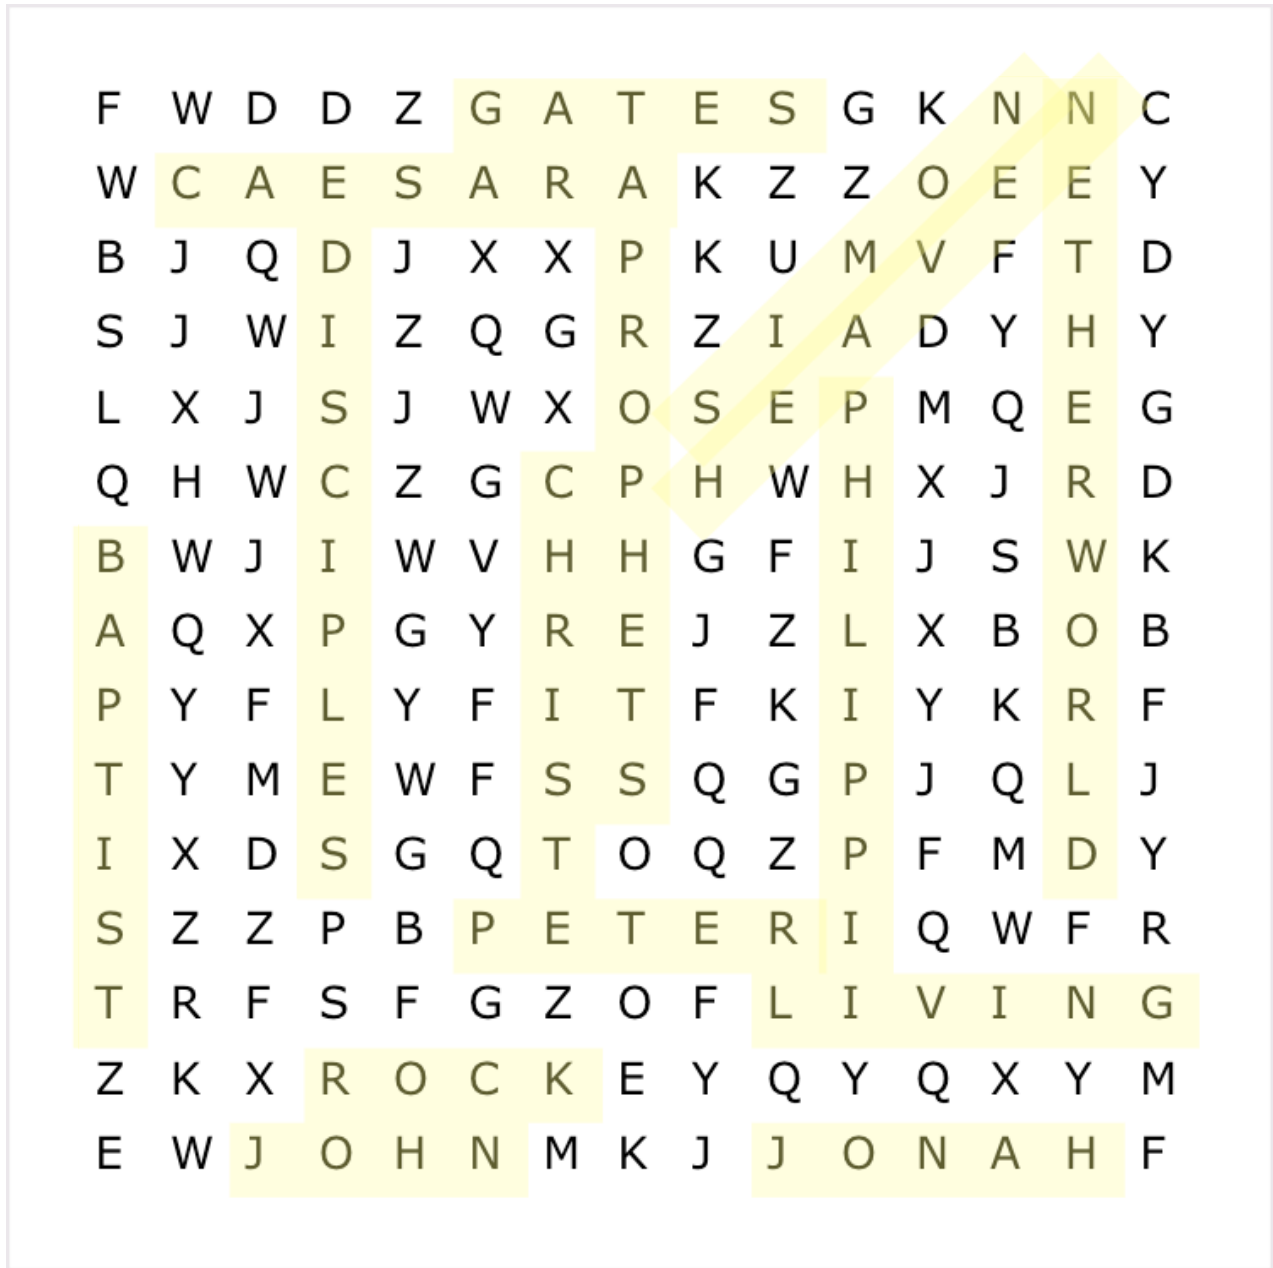 F W D D Z G A T E S G K N N C
W C A E S A R A K Z Z O E E Y
B J Q D J X X P K U M V F T D
S J W I Z Q G R Z I A D Y H Y
L X J S J W X O S E P M Q E G
Q H W C Z G C P H W H X J R D
B W J I W V H H G F I J S W K
A Q X P G Y R E J Z L X B O B
P Y F L Y F I T F K I Y K R F
T Y M E W F S S Q G P J Q L J
I X D S G Q T O Q Z P F M D Y
S Z Z P B P E T E R I Q W F R
T R F S F G Z O F L I V I N G
Z K X R O C K E Y Q Y Q X Y M
E W J O H N M K J J O N A H F